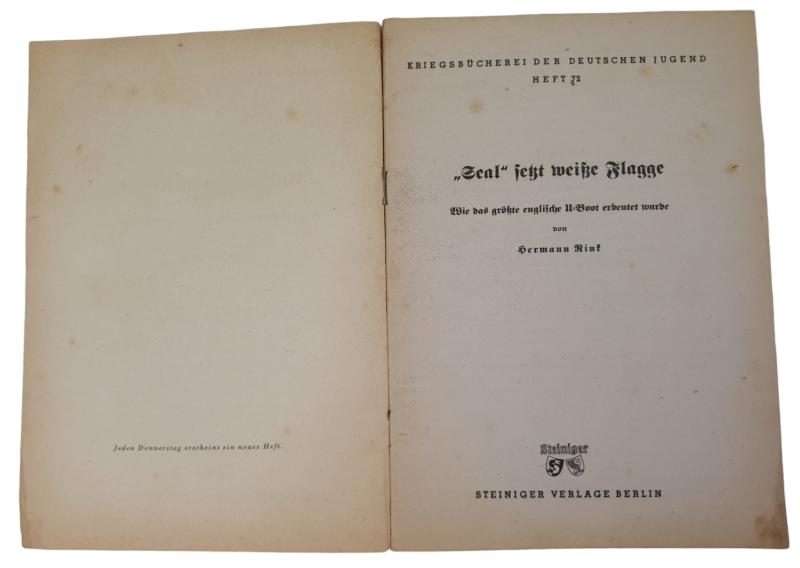 Jeden Donnerstag erscheint ein neues Heft.
KRIEGSBÜCHEREI DER DEUTSCHEN JUGEND
HEFT 72
„Seal“ setzt weiße Flagge
Wie das größte englische U-Boot erbeutet wurde
von
Hermann Rink
Steiniger
STEINIGER VERLAGE BERLIN